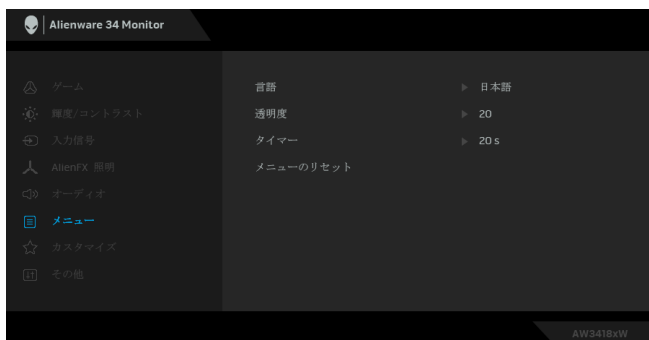 Alienware 34 Monitor
ゲーム
輝度/コントラスト
入力信号
AlienFX 照明
オーディオ
メニュー
カスタマイズ
その他
言語 日本語
透明度 20
タイマー 20 s
メニューのリセット
AW3418xW